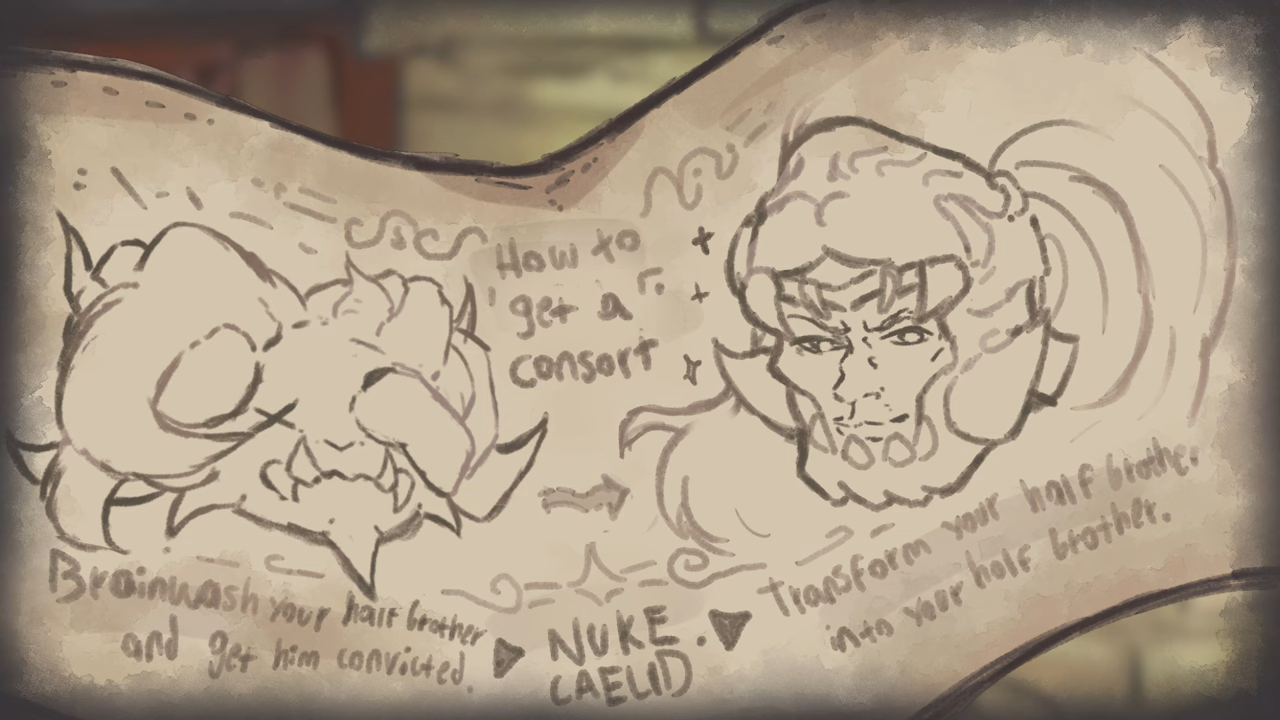 How to
get a
consort
Brainwash your half brother
and get him convicted.
NUKE
CAELID
Transform your half brother
into your half brother.